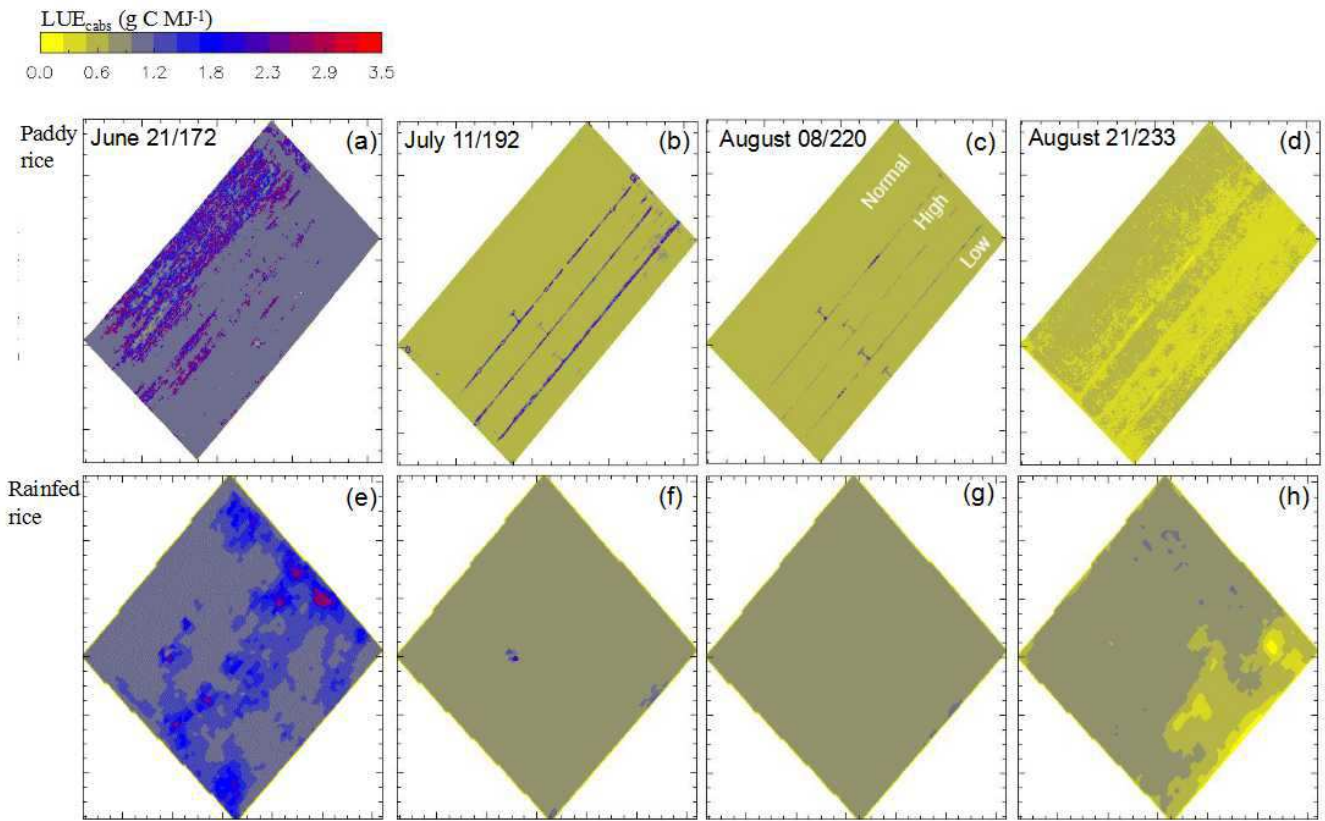 LUEcabs (g C MJ-1)
0.0 0.6 1.2 1.8 2.3 2.9 3.5
Paddy rice
June 21/172 (a)
July 11/192 (b)
August 08/220 (c)
Normal
High
Low
August 21/233 (d)
Rainfed rice
(e)
(f)
(g)
(h)